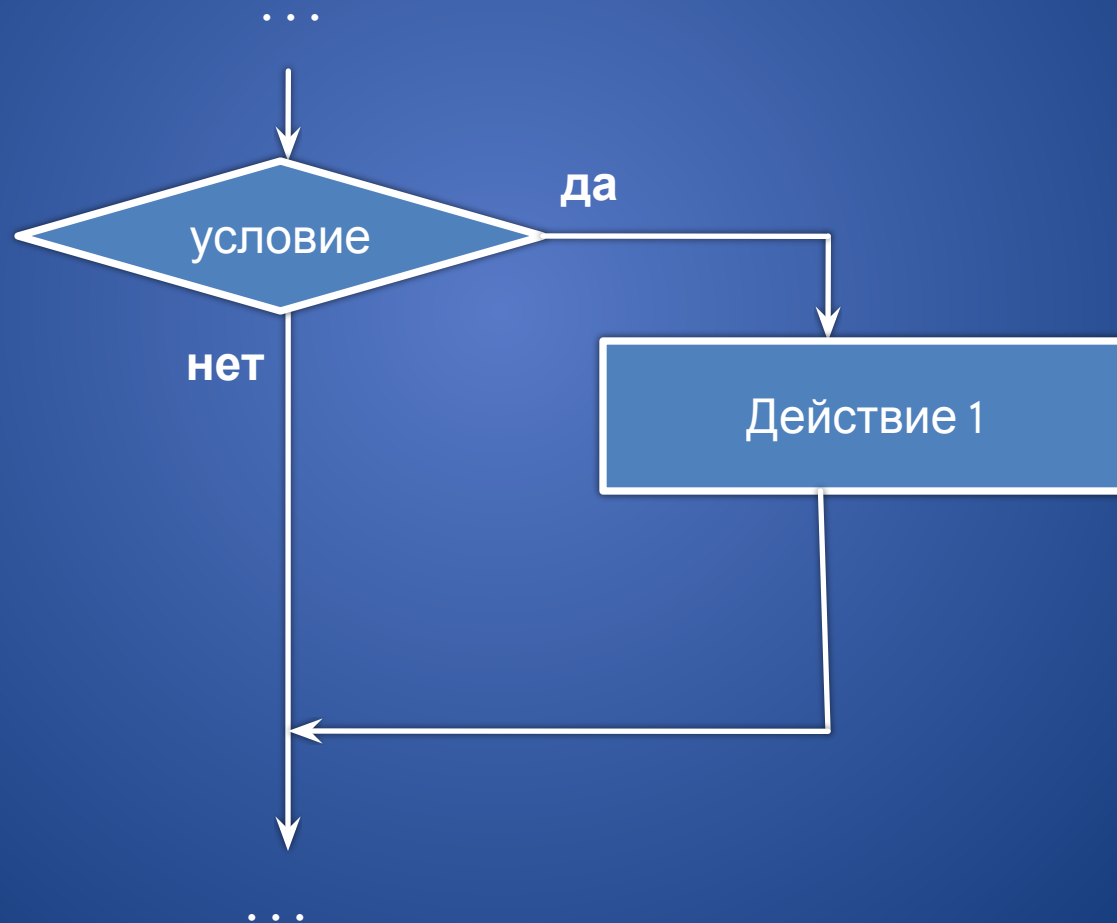 . . .
да
условие
нет
Действие 1
. . .